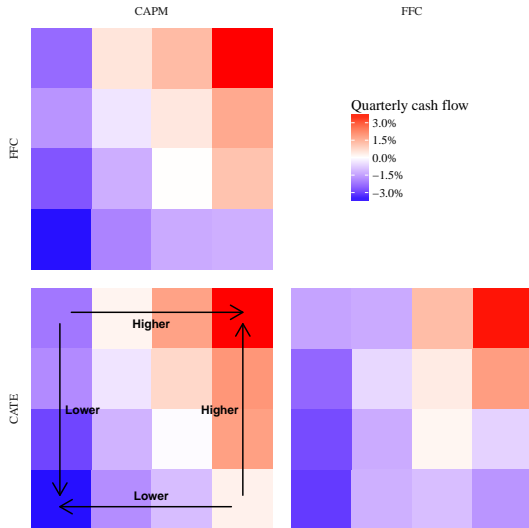 CAPM
FFC
FFC
Quarterly cash flow
3.0%
1.5%
0.0%
−1.5%
−3.0%
CATE
Higher
Lower
Higher
Lower